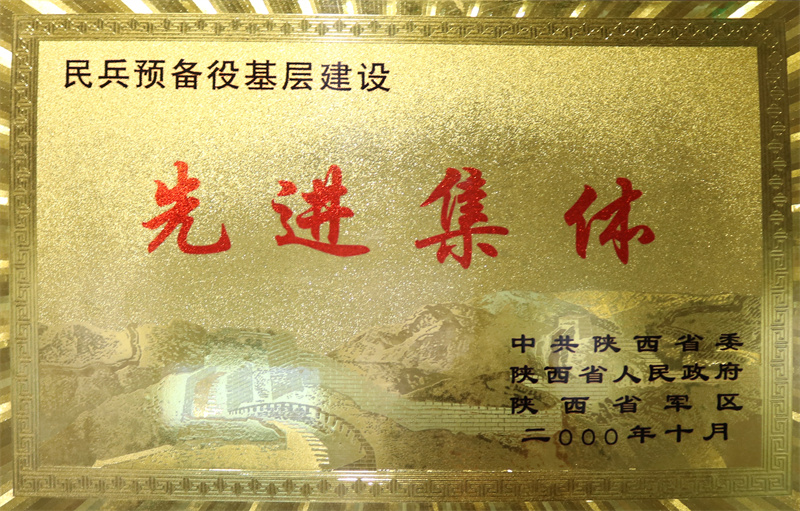 民兵预备役基层建设
先进集体
中共陕西省委
陕西省人民政府
陕西省军区
二000年十月